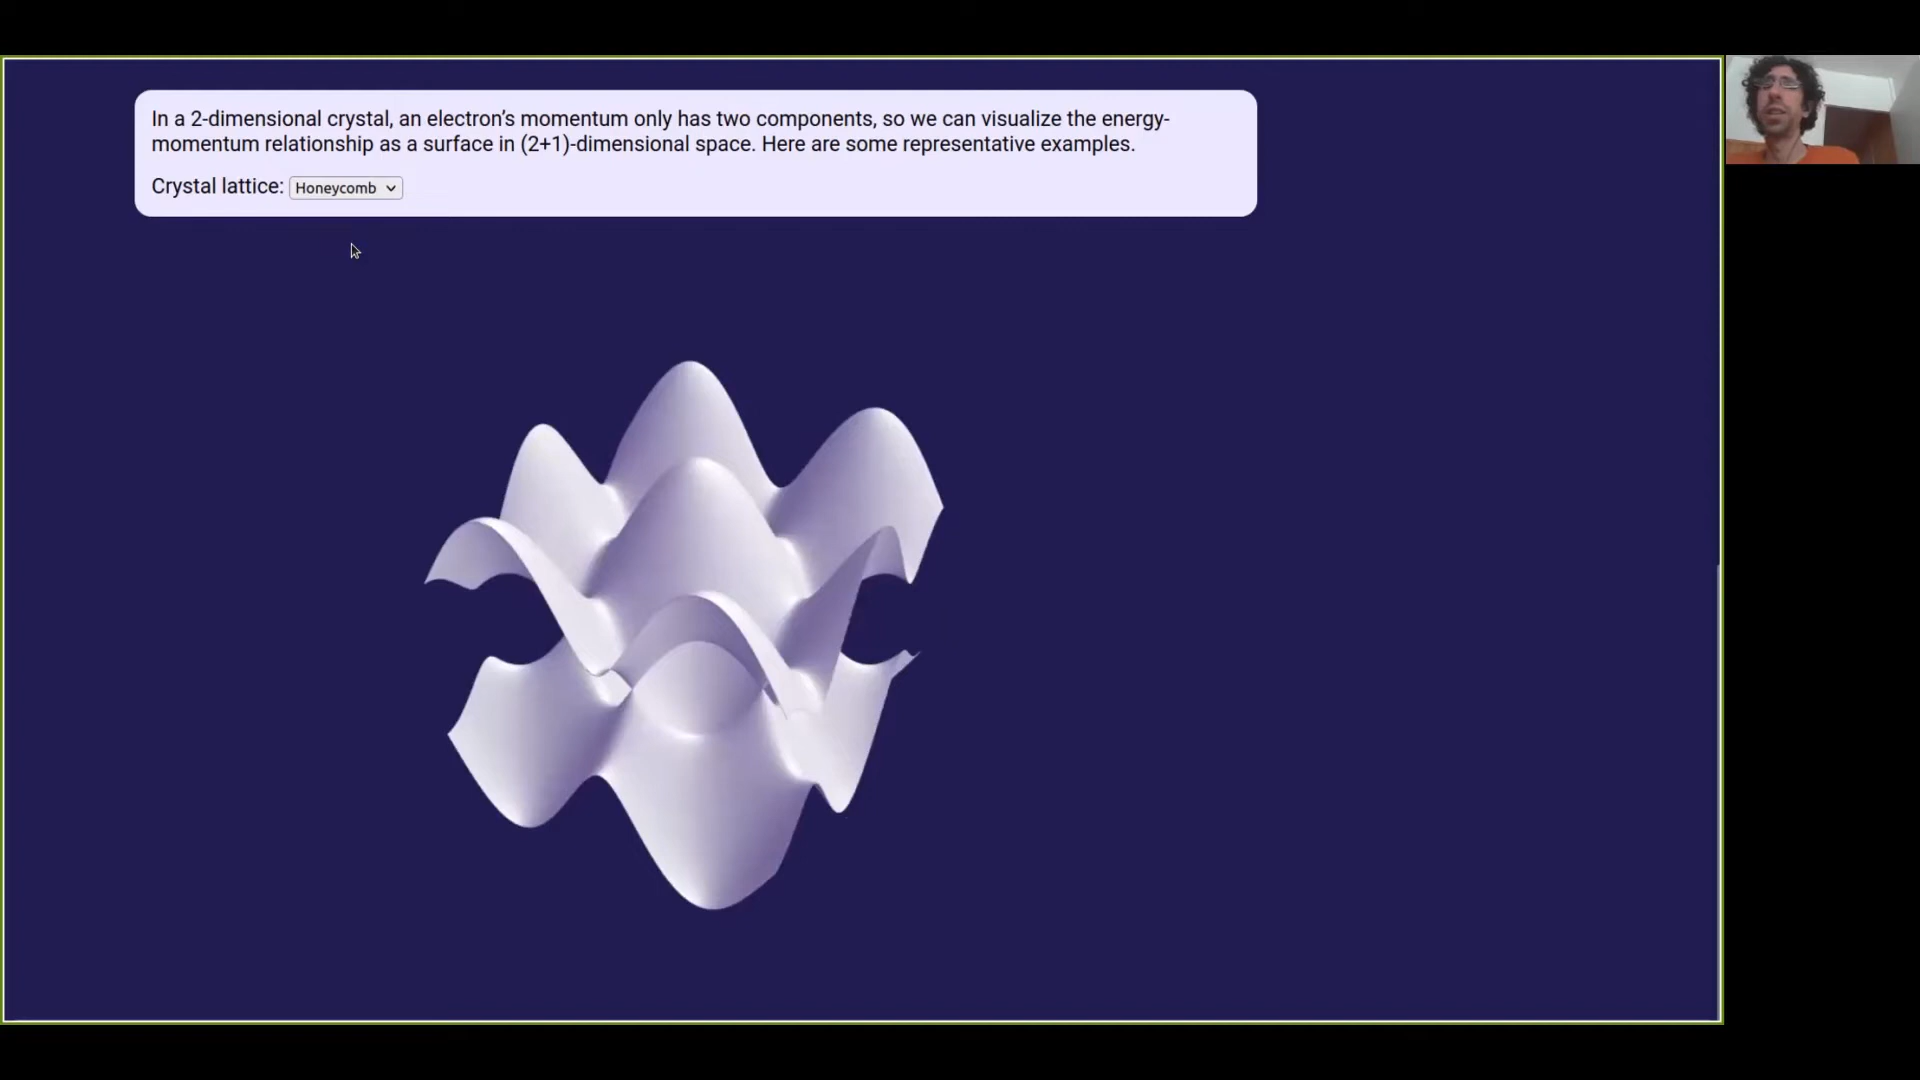 In a 2-dimensional crystal, an electron’s momentum only has two components, so we can visualize the energy-
momentum relationship as a surface in (2+1)-dimensional space. Here are some representative examples.
Crystal lattice: Honeycomb